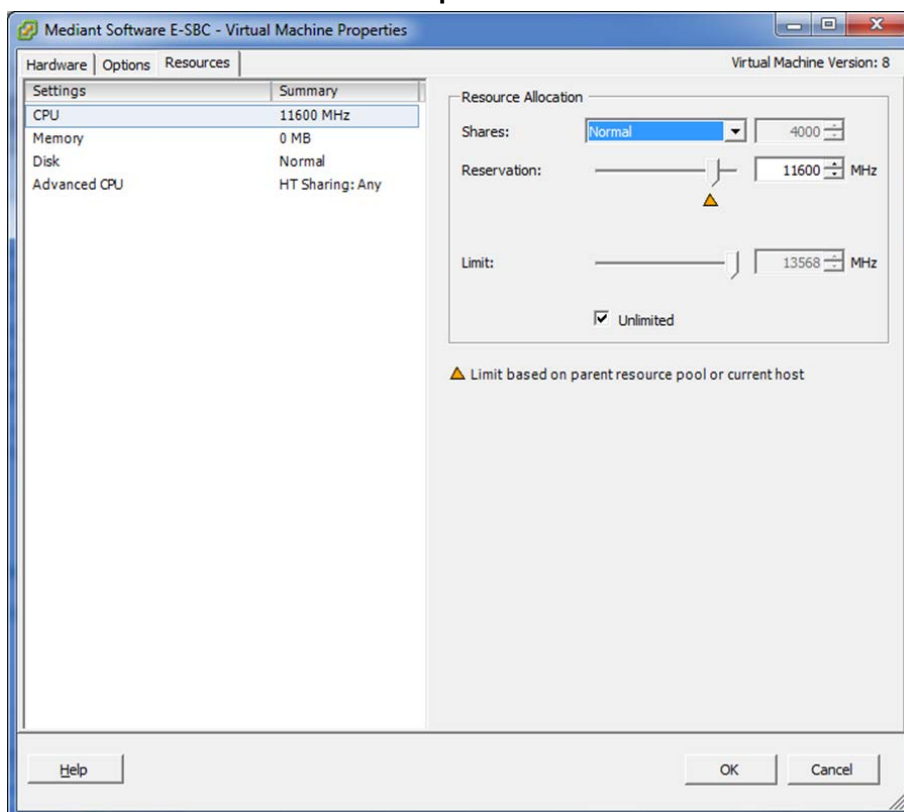 Mediant Software E-SBC - Virtual Machine Properties
Hardware Options Resources Virtual Machine Version: 8
Settings Summary
CPU 11600 MHz
Memory 0 MB
Disk Normal
Advanced CPU HT Sharing: Any
Resource Allocation
Shares: Normal 4000
Reservation: 11600 MHz
Limit: 13568 MHz
Unlimited
Limit based on parent resource pool or current host
Help OK Cancel